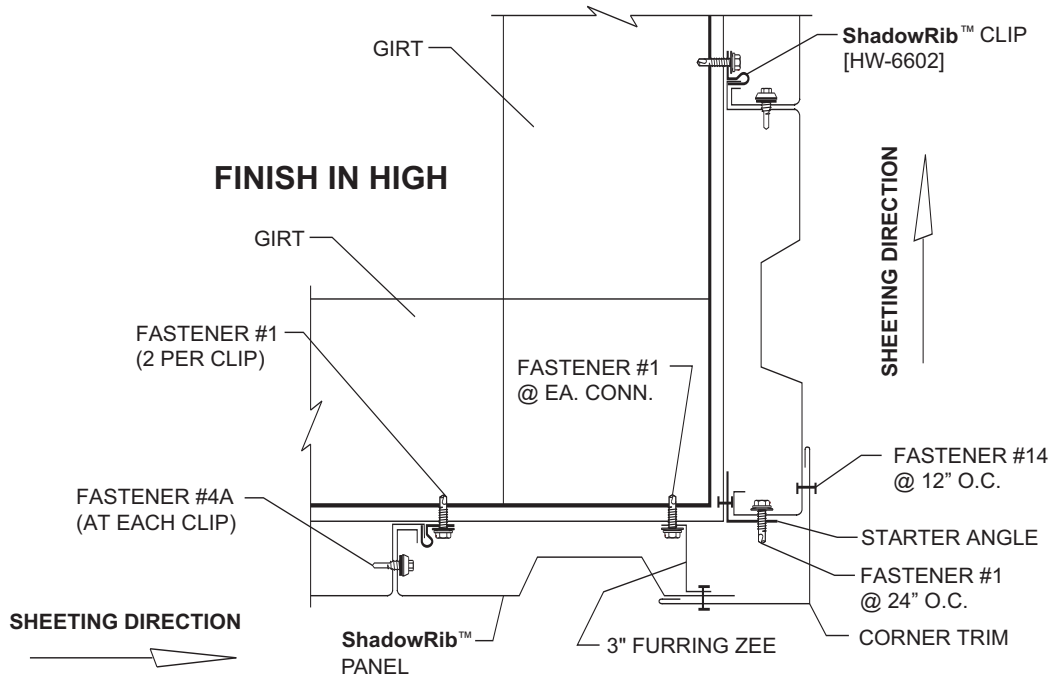 GIRT
ShadowRib™ CLIP
[HW-6602]
FINISH IN HIGH
SHEETING DIRECTION
GIRT
FASTENER #1
(2 PER CLIP)
FASTENER #1
@ EA. CONN.
FASTENER #14
@ 12” O.C.
FASTENER #4A
(AT EACH CLIP)
STARTER ANGLE
FASTENER #1
@ 24” O.C.
SHEETING DIRECTION
ShadowRib™
PANEL
3" FURRING ZEE
CORNER TRIM